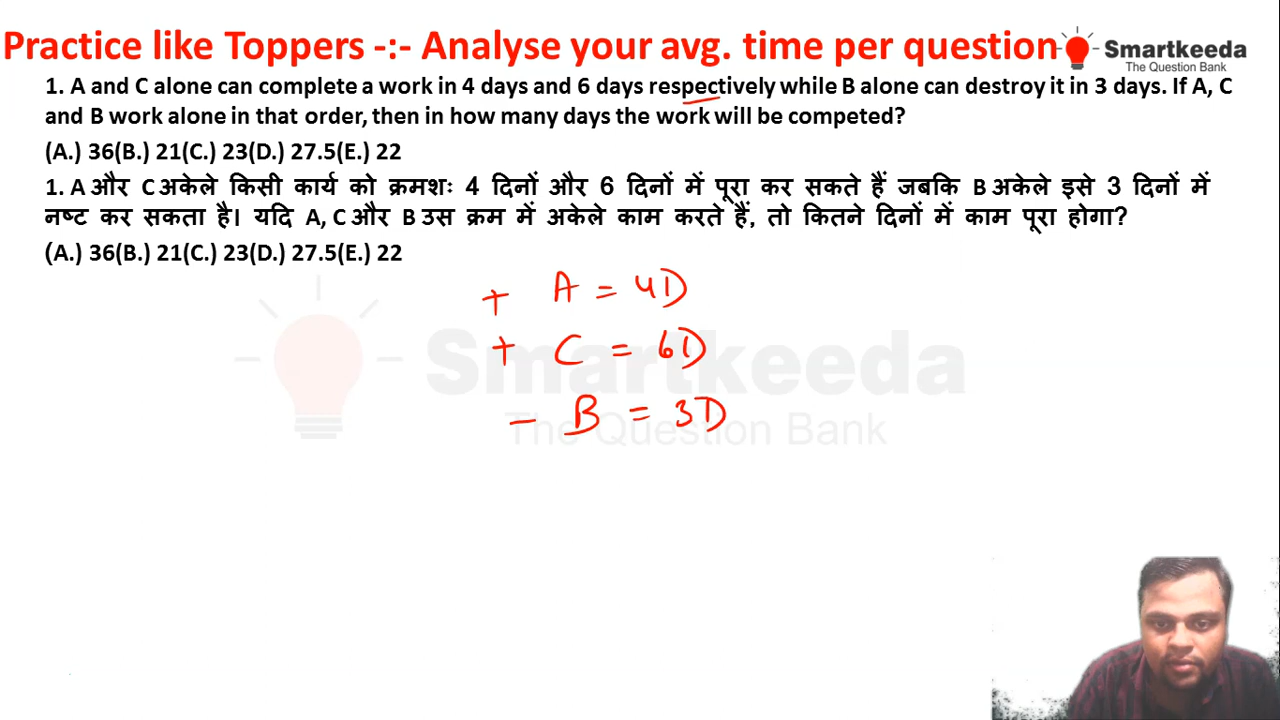 Practice like Toppers -:- Analyse your avg. time per question
Smartkeeda
The Question Bank
1. A and C alone can complete a work in 4 days and 6 days respectively while B alone can destroy it in 3 days. If A, C
and B work alone in that order, then in how many days the work will be competed?
(A.) 36(B.) 21(C.) 23(D.) 27.5(E.) 22
1. A और C अकेले किसी कार्य को क्रमशः 4 दिनों और 6 दिनों में पूरा कर सकते हैं जबकि B अकेले इसे 3 दिनों में
नष्ट कर सकता है। यदि A, C और B उस क्रम में अकेले काम करते हैं, तो कितने दिनों में काम पूरा होगा?
(A.) 36(B.) 21(C.) 23(D.) 27.5(E.) 22
+ A = 4D
+ C = 6D
- B = 3D
Smartkeeda
The Question Bank